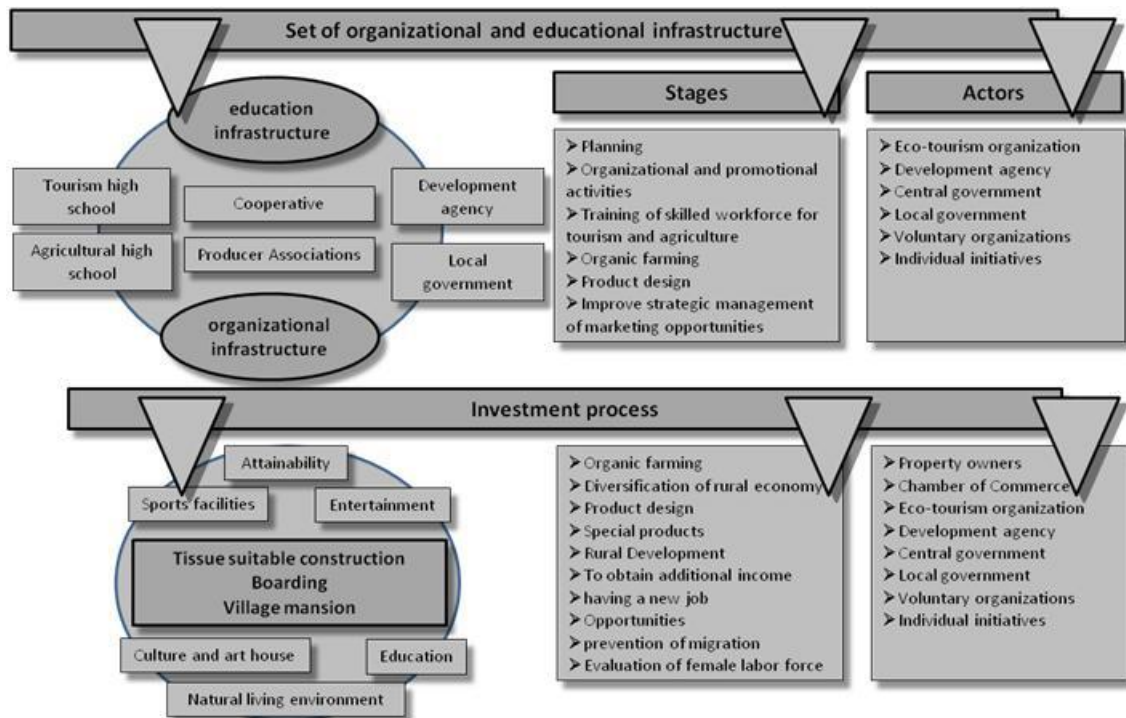 Set of organizational and educational infrastructure
education
infrastructure
Tourism high
school
Cooperative
Development
agency
Agricultural high
school
Producer Associations
Local
government
organizational
infrastructure
Stages
➤ Planning
➤ Organizational and promotional
activities
➤ Training of skilled workforce for
tourism and agriculture
➤ Organic farming
➤ Product design
➤ Improve strategic management
of marketing opportunities
Actors
➤ Eco-tourism organization
➤ Development agency
➤ Central government
➤ Local government
➤ Voluntary organizations
➤ Individual initiatives
Investment process
Attainability
Sports facilities
Entertainment
Tissue suitable construction
Boarding
Village mansion
Culture and art house
Education
Natural living environment
➤ Organic farming
➤ Diversification of rural economy
➤ Product design
➤ Special products
➤ Rural Development
➤ To obtain additional income
➤ having a new job
➤ Opportunities
➤ prevention of migration
➤ Evaluation of female labor force
➤ Property owners
➤ Chamber of Commerce
➤ Eco-tourism organization
➤ Development agency
➤ Central government
➤ Local government
➤ Voluntary organizations
➤ Individual initiatives